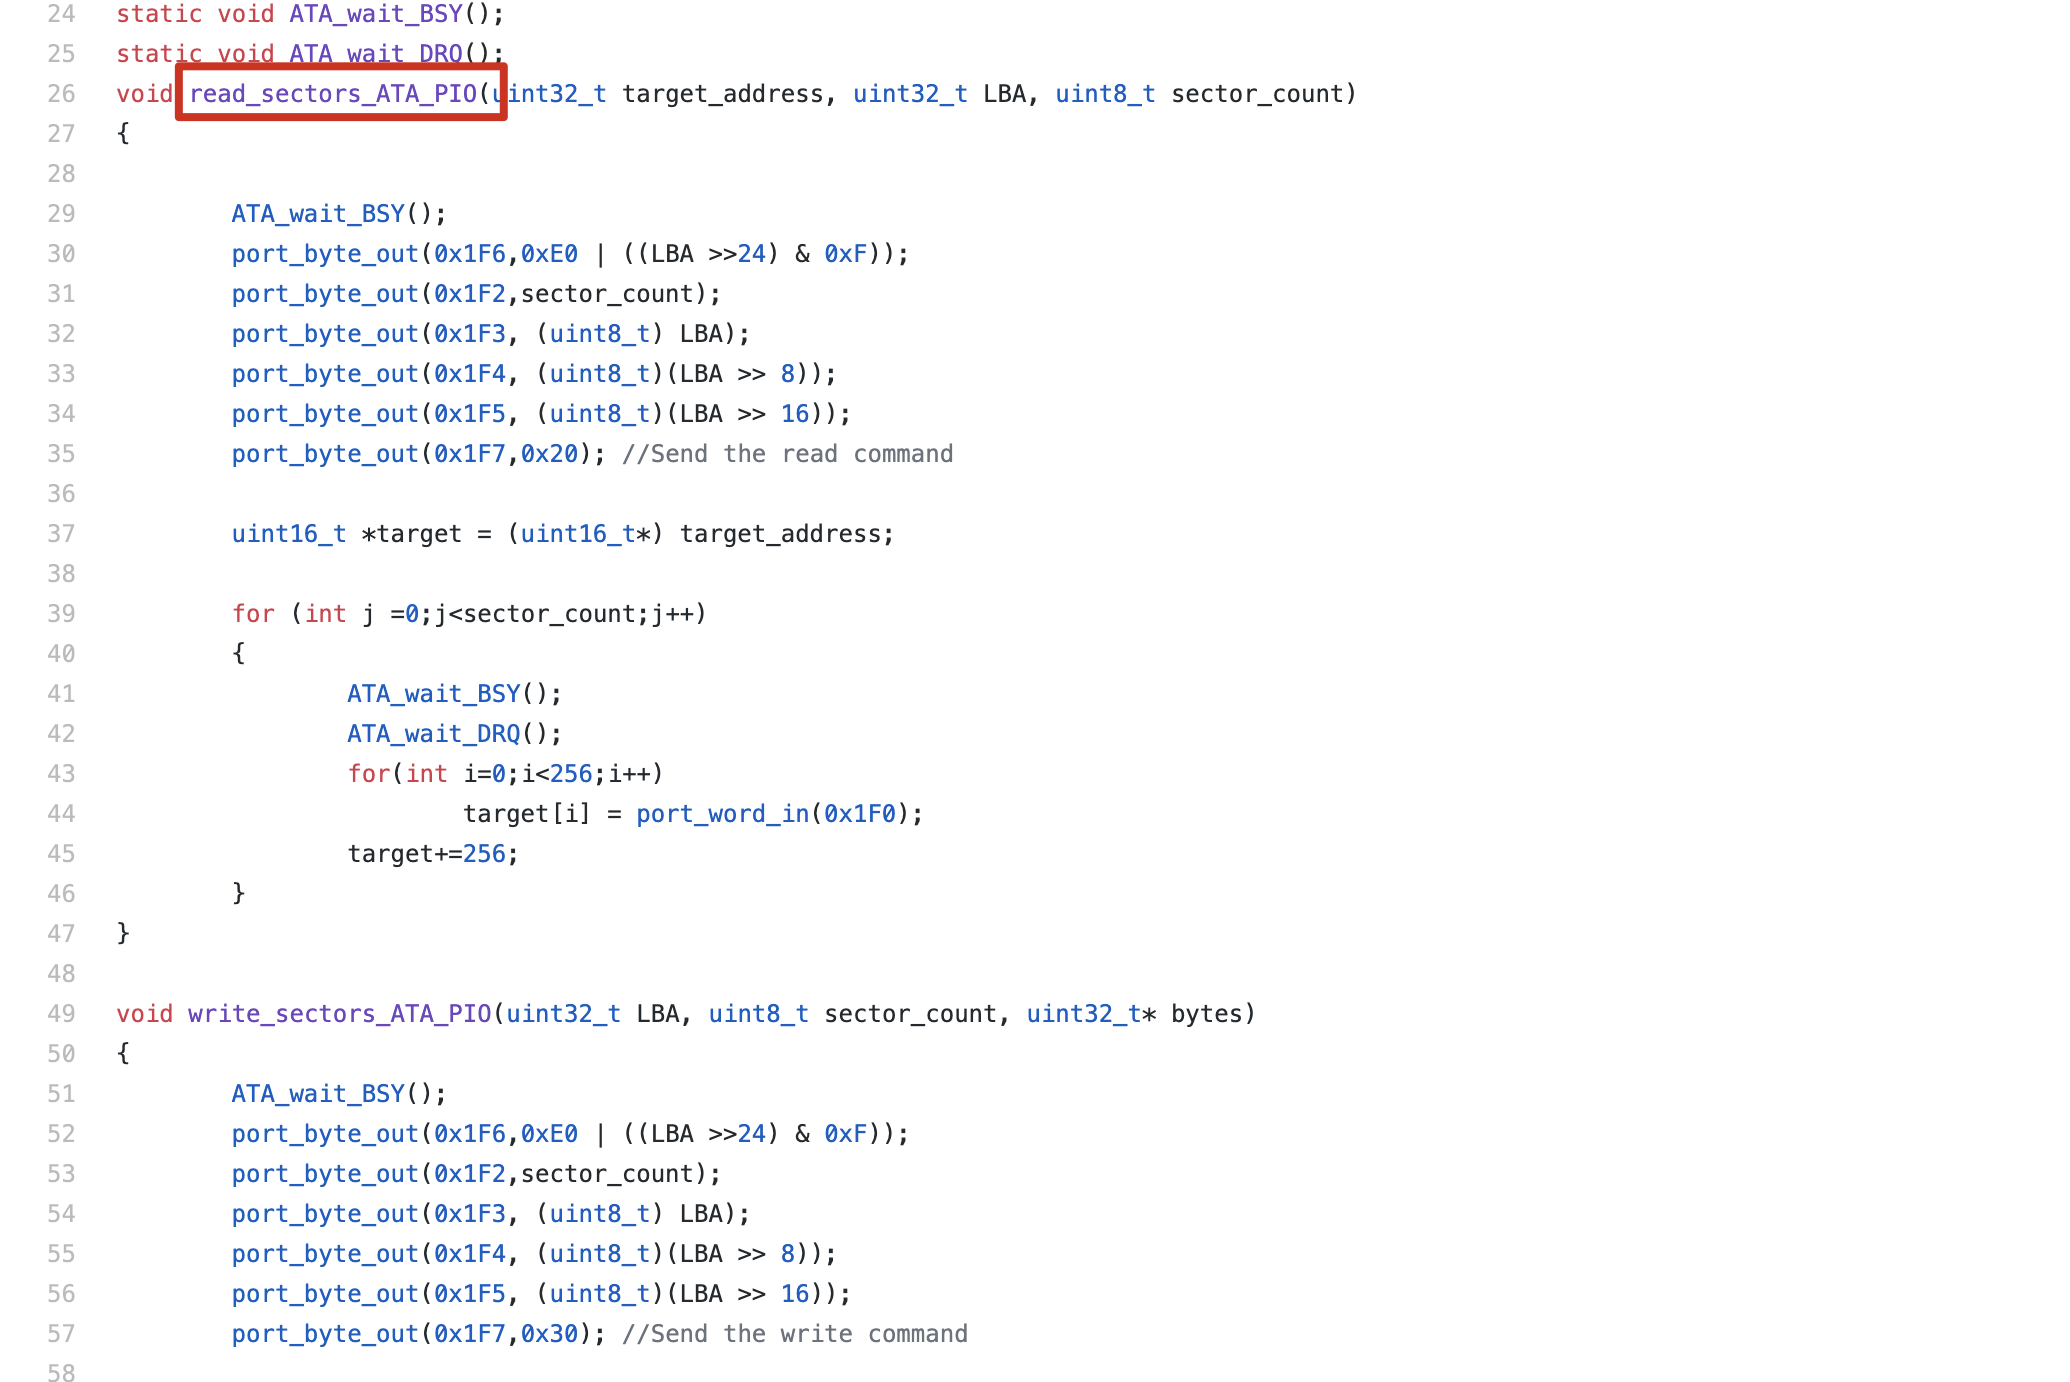 24 static void ATA_wait_BSY();
25 static void ATA_wait_DRQ();
26 void read_sectors_ATA_PIO(uint32_t target_address, uint32_t LBA, uint8_t sector_count)
27 {
28
29 ATA_wait_BSY();
30 port_byte_out(0x1F6,0xE0 | ((LBA >>24) & 0xF));
31 port_byte_out(0x1F2,sector_count);
32 port_byte_out(0x1F3, (uint8_t) LBA);
33 port_byte_out(0x1F4, (uint8_t)(LBA >> 8));
34 port_byte_out(0x1F5, (uint8_t)(LBA >> 16));
35 port_byte_out(0x1F7,0x20); //Send the read command
36
37 uint16_t *target = (uint16_t*) target_address;
38
39 for (int j =0;j<sector_count;j++)
40 {
41 ATA_wait_BSY();
42 ATA_wait_DRQ();
43 for(int i=0;i<256;i++)
44 target[i] = port_word_in(0x1F0);
45 target+=256;
46 }
47 }
48
49 void write_sectors_ATA_PIO(uint32_t LBA, uint8_t sector_count, uint32_t* bytes)
50 {
51 ATA_wait_BSY();
52 port_byte_out(0x1F6,0xE0 | ((LBA >>24) & 0xF));
53 port_byte_out(0x1F2,sector_count);
54 port_byte_out(0x1F3, (uint8_t) LBA);
55 port_byte_out(0x1F4, (uint8_t)(LBA >> 8));
56 port_byte_out(0x1F5, (uint8_t)(LBA >> 16));
57 port_byte_out(0x1F7,0x30); //Send the write command
58